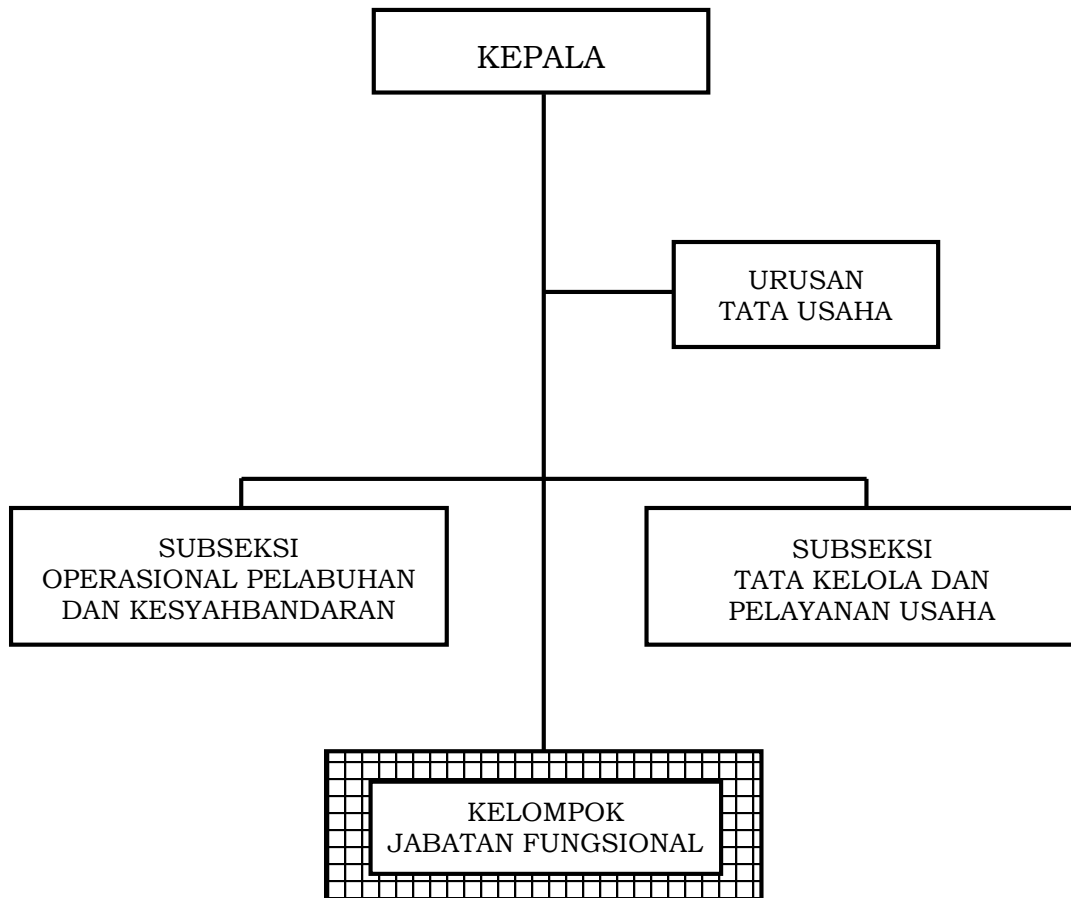 KEPALA
URUSAN
TATA USAHA
SUBSEKSI
OPERASIONAL PELABUHAN
DAN KESYAHBANDARAN
SUBSEKSI
TATA KELOLA DAN
PELAYANAN USAHA
KELOMPOK
JABATAN FUNGSIONAL